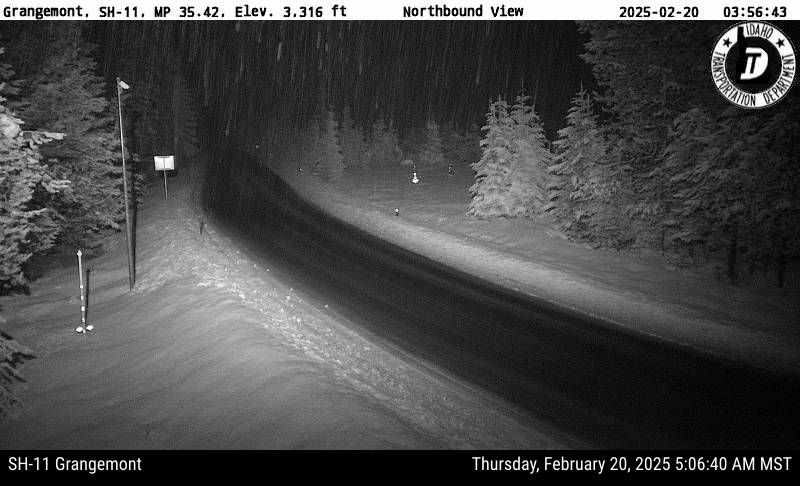 Grangemont, SH-11, MP 35.42, Elev. 3,316 ft Northbound View 2025-02-20 03:56:43
IDAHO
TRANSPORTATION DEPARTMENT
SH-11 Grangemont Thursday, February 20, 2025 5:06:40 AM MST